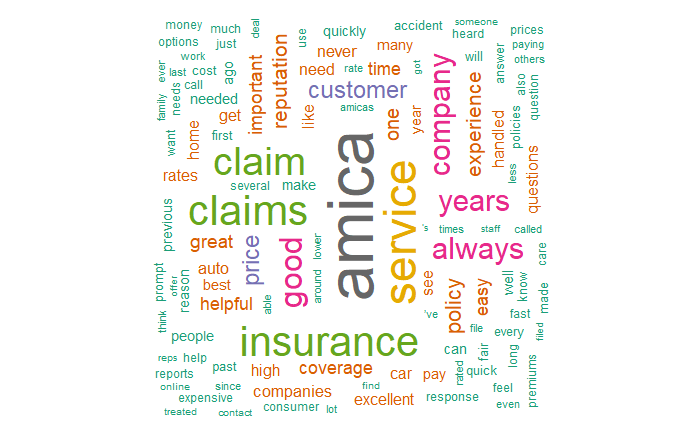 money
much
deal
use
quickly
accident
someone
heard
prices
options
just
never
many
will
paying
others
work
ever
last
cost
ago
important
reputation
need
rate
time
got
company
experience
answer
also
question
family
needs
call
needed
customer
amicas
policies
want
first
get
like
one
year
handled
home
claim
less
questions
rates
several
make
amica
service
years
claims
previous
great
good
price
lower
's
times
staff
called
always
care
prompt
offer
reason
auto
best
able
around
see
well
know
made
think
helpful
policy
easy
've
file
fast
every
filed
people
insurance
can
fair
long
reps
help
past
high
coverage
car
pay
rated
quick
premiums
reports
online
since
companies
find
excellent
response
feel
even
expensive
consumer
lot
treated
contact